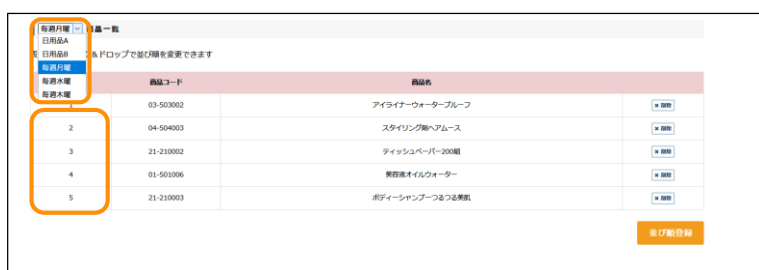 毎週月曜 商品一覧
日用品A
日用品B
&ドロップで並び順を変更できます
毎週月曜
毎週水曜
毎週木曜
商品コード 商品名
1 03-503002 アイライナーウォータープルーフ × 削除
2 04-504003 スタイリング剤ヘアムース × 削除
3 21-210002 ティッシュペーパー200組 × 削除
4 01-501006 美容液オイルウォーター × 削除
5 21-210003 ボディーシャンプーつるつる美肌 × 削除
並び順登録